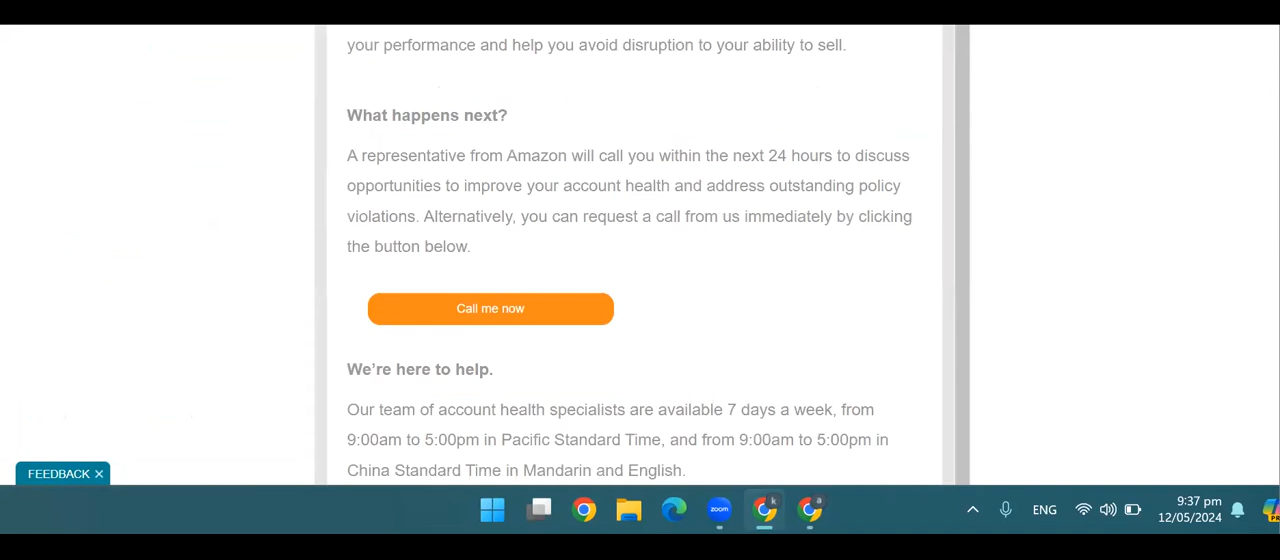 your performance and help you avoid disruption to your ability to sell.
What happens next?
A representative from Amazon will call you within the next 24 hours to discuss
opportunities to improve your account health and address outstanding policy
violations. Alternatively, you can request a call from us immediately by clicking
the button below.
Call me now
We're here to help.
Our team of account health specialists are available 7 days a week, from
9:00am to 5:00pm in Pacific Standard Time, and from 9:00am to 5:00pm in
China Standard Time in Mandarin and English.
FEEDBACK ×
zoom
k
a
ENG
9:37 pm
12/05/2024